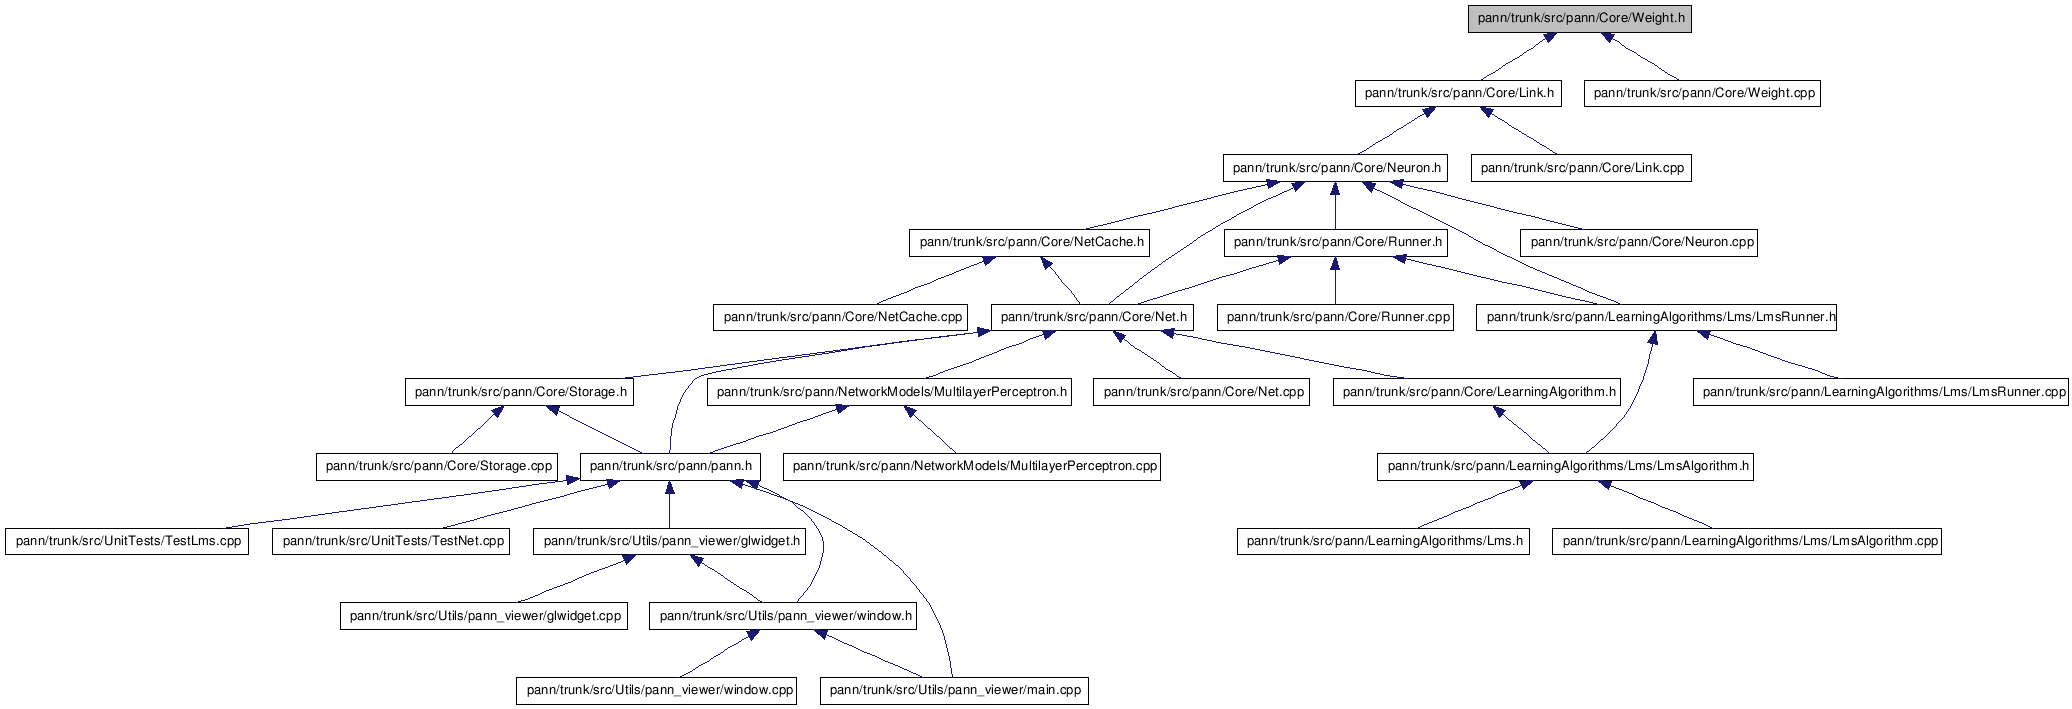 pann/trunk/src/pann/Core/Weight.h
pann/trunk/src/pann/Core/Link.h
pann/trunk/src/pann/Core/Weight.cpp
pann/trunk/src/pann/Core/Neuron.h
pann/trunk/src/pann/Core/Link.cpp
pann/trunk/src/pann/Core/NetCache.h
pann/trunk/src/pann/Core/Runner.h
pann/trunk/src/pann/Core/Neuron.cpp
pann/trunk/src/pann/Core/NetCache.cpp
pann/trunk/src/pann/Core/Net.h
pann/trunk/src/pann/Core/Runner.cpp
pann/trunk/src/pann/LearningAlgorithms/Lms/LmsRunner.h
pann/trunk/src/pann/Core/Storage.h
pann/trunk/src/pann/NetworkModels/MultilayerPerceptron.h
pann/trunk/src/pann/Core/Net.cpp
pann/trunk/src/pann/Core/LearningAlgorithm.h
pann/trunk/src/pann/LearningAlgorithms/Lms/LmsRunner.cpp
pann/trunk/src/pann/Core/Storage.cpp
pann/trunk/src/pann/pann.h
pann/trunk/src/pann/NetworkModels/MultilayerPerceptron.cpp
pann/trunk/src/pann/LearningAlgorithms/Lms/LmsAlgorithm.h
pann/trunk/src/UnitTests/TestLms.cpp
pann/trunk/src/UnitTests/TestNet.cpp
pann/trunk/src/Utils/pann_viewer/glwidget.h
pann/trunk/src/pann/LearningAlgorithms/Lms.h
pann/trunk/src/pann/LearningAlgorithms/Lms/LmsAlgorithm.cpp
pann/trunk/src/Utils/pann_viewer/glwidget.cpp
pann/trunk/src/Utils/pann_viewer/window.h
pann/trunk/src/Utils/pann_viewer/window.cpp
pann/trunk/src/Utils/pann_viewer/main.cpp